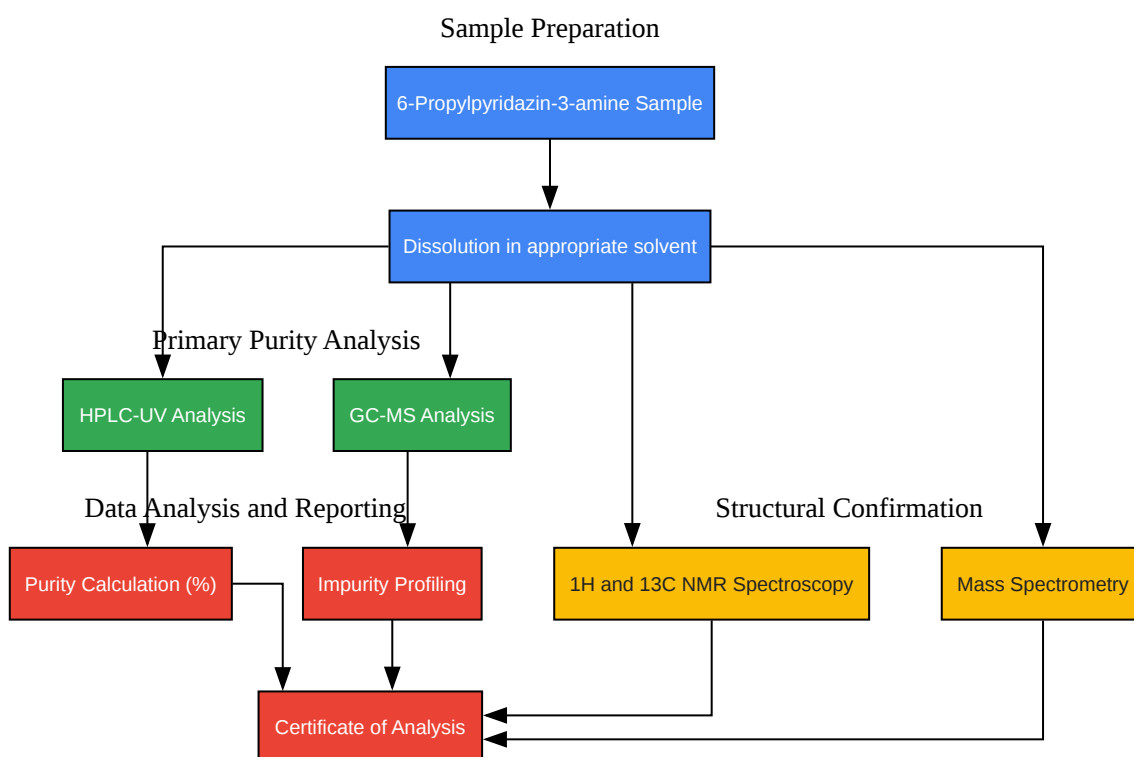 Sample Preparation
6-Propylpyridazin-3-amine Sample
Dissolution in appropriate solvent
Primary Purity Analysis
HPLC-UV Analysis
GC-MS Analysis
Data Analysis and Reporting
Structural Confirmation
Purity Calculation (%)
Impurity Profiling
1H and 13C NMR Spectroscopy
Mass Spectrometry
Certificate of Analysis